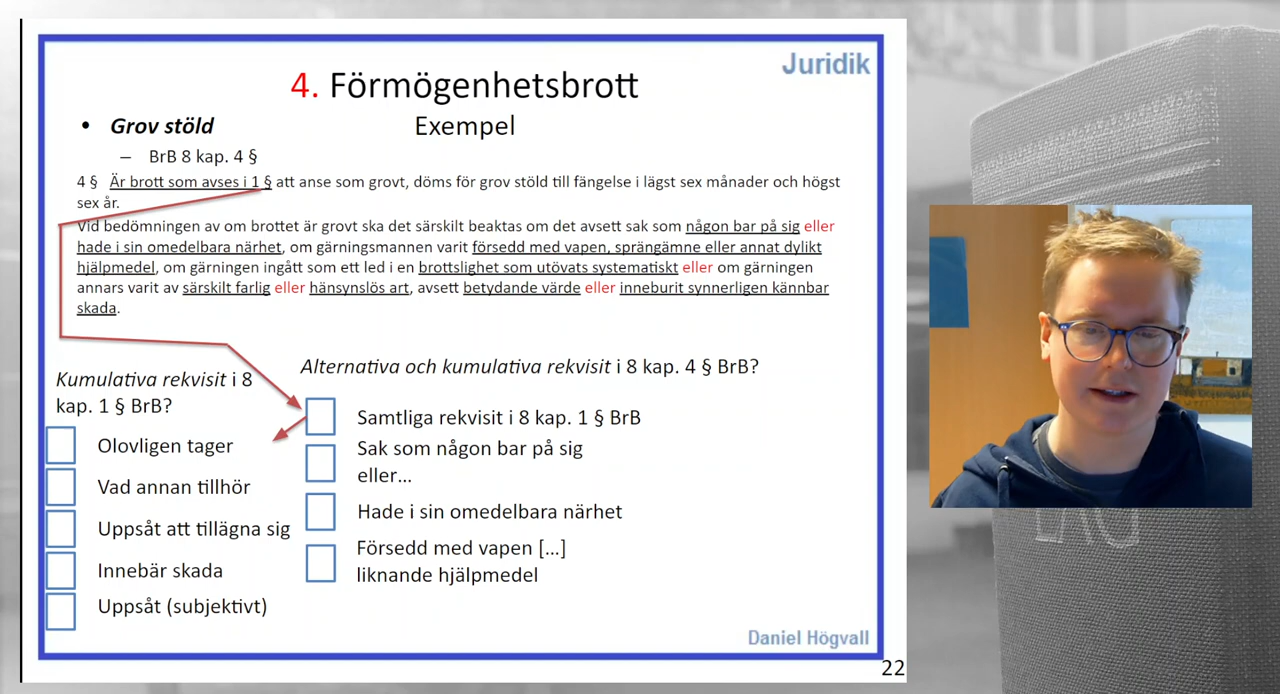 Juridik
4. Förmögenhetsbrott
• Grov stöld
Exempel
– BrB 8 kap. 4 §
4 § Är brott som avses i 1 § att anse som grovt, döms för grov stöld till fängelse i lägst sex månader och högst
sex år.
Vid bedömningen av om brottet är grovt ska det särskilt beaktas om det avsett sak som någon bar på sig eller
hade i sin omedelbara närhet, om gärningsmannen varit försedd med vapen, sprängämne eller annat dylikt
hjälpmedel, om gärningen ingått som ett led i en brottslighet som utövats systematiskt eller om gärningen
annars varit av särskilt farlig eller hänsynslös art, avsett betydande värde eller inneburit synnerligen kännbar
skada.
Kumulativa rekvisit i 8
kap. 1 § BrB?
Olovligen tager
Vad annan tillhör
Uppsåt att tillägna sig
Innebär skada
Uppsåt (subjektivt)
Alternativa och kumulativa rekvisit i 8 kap. 4 § BrB?
Samtliga rekvisit i 8 kap. 1 § BrB
Sak som någon bar på sig
eller...
Hade i sin omedelbara närhet
Försedd med vapen [...]
liknande hjälpmedel
Daniel Högvall
22